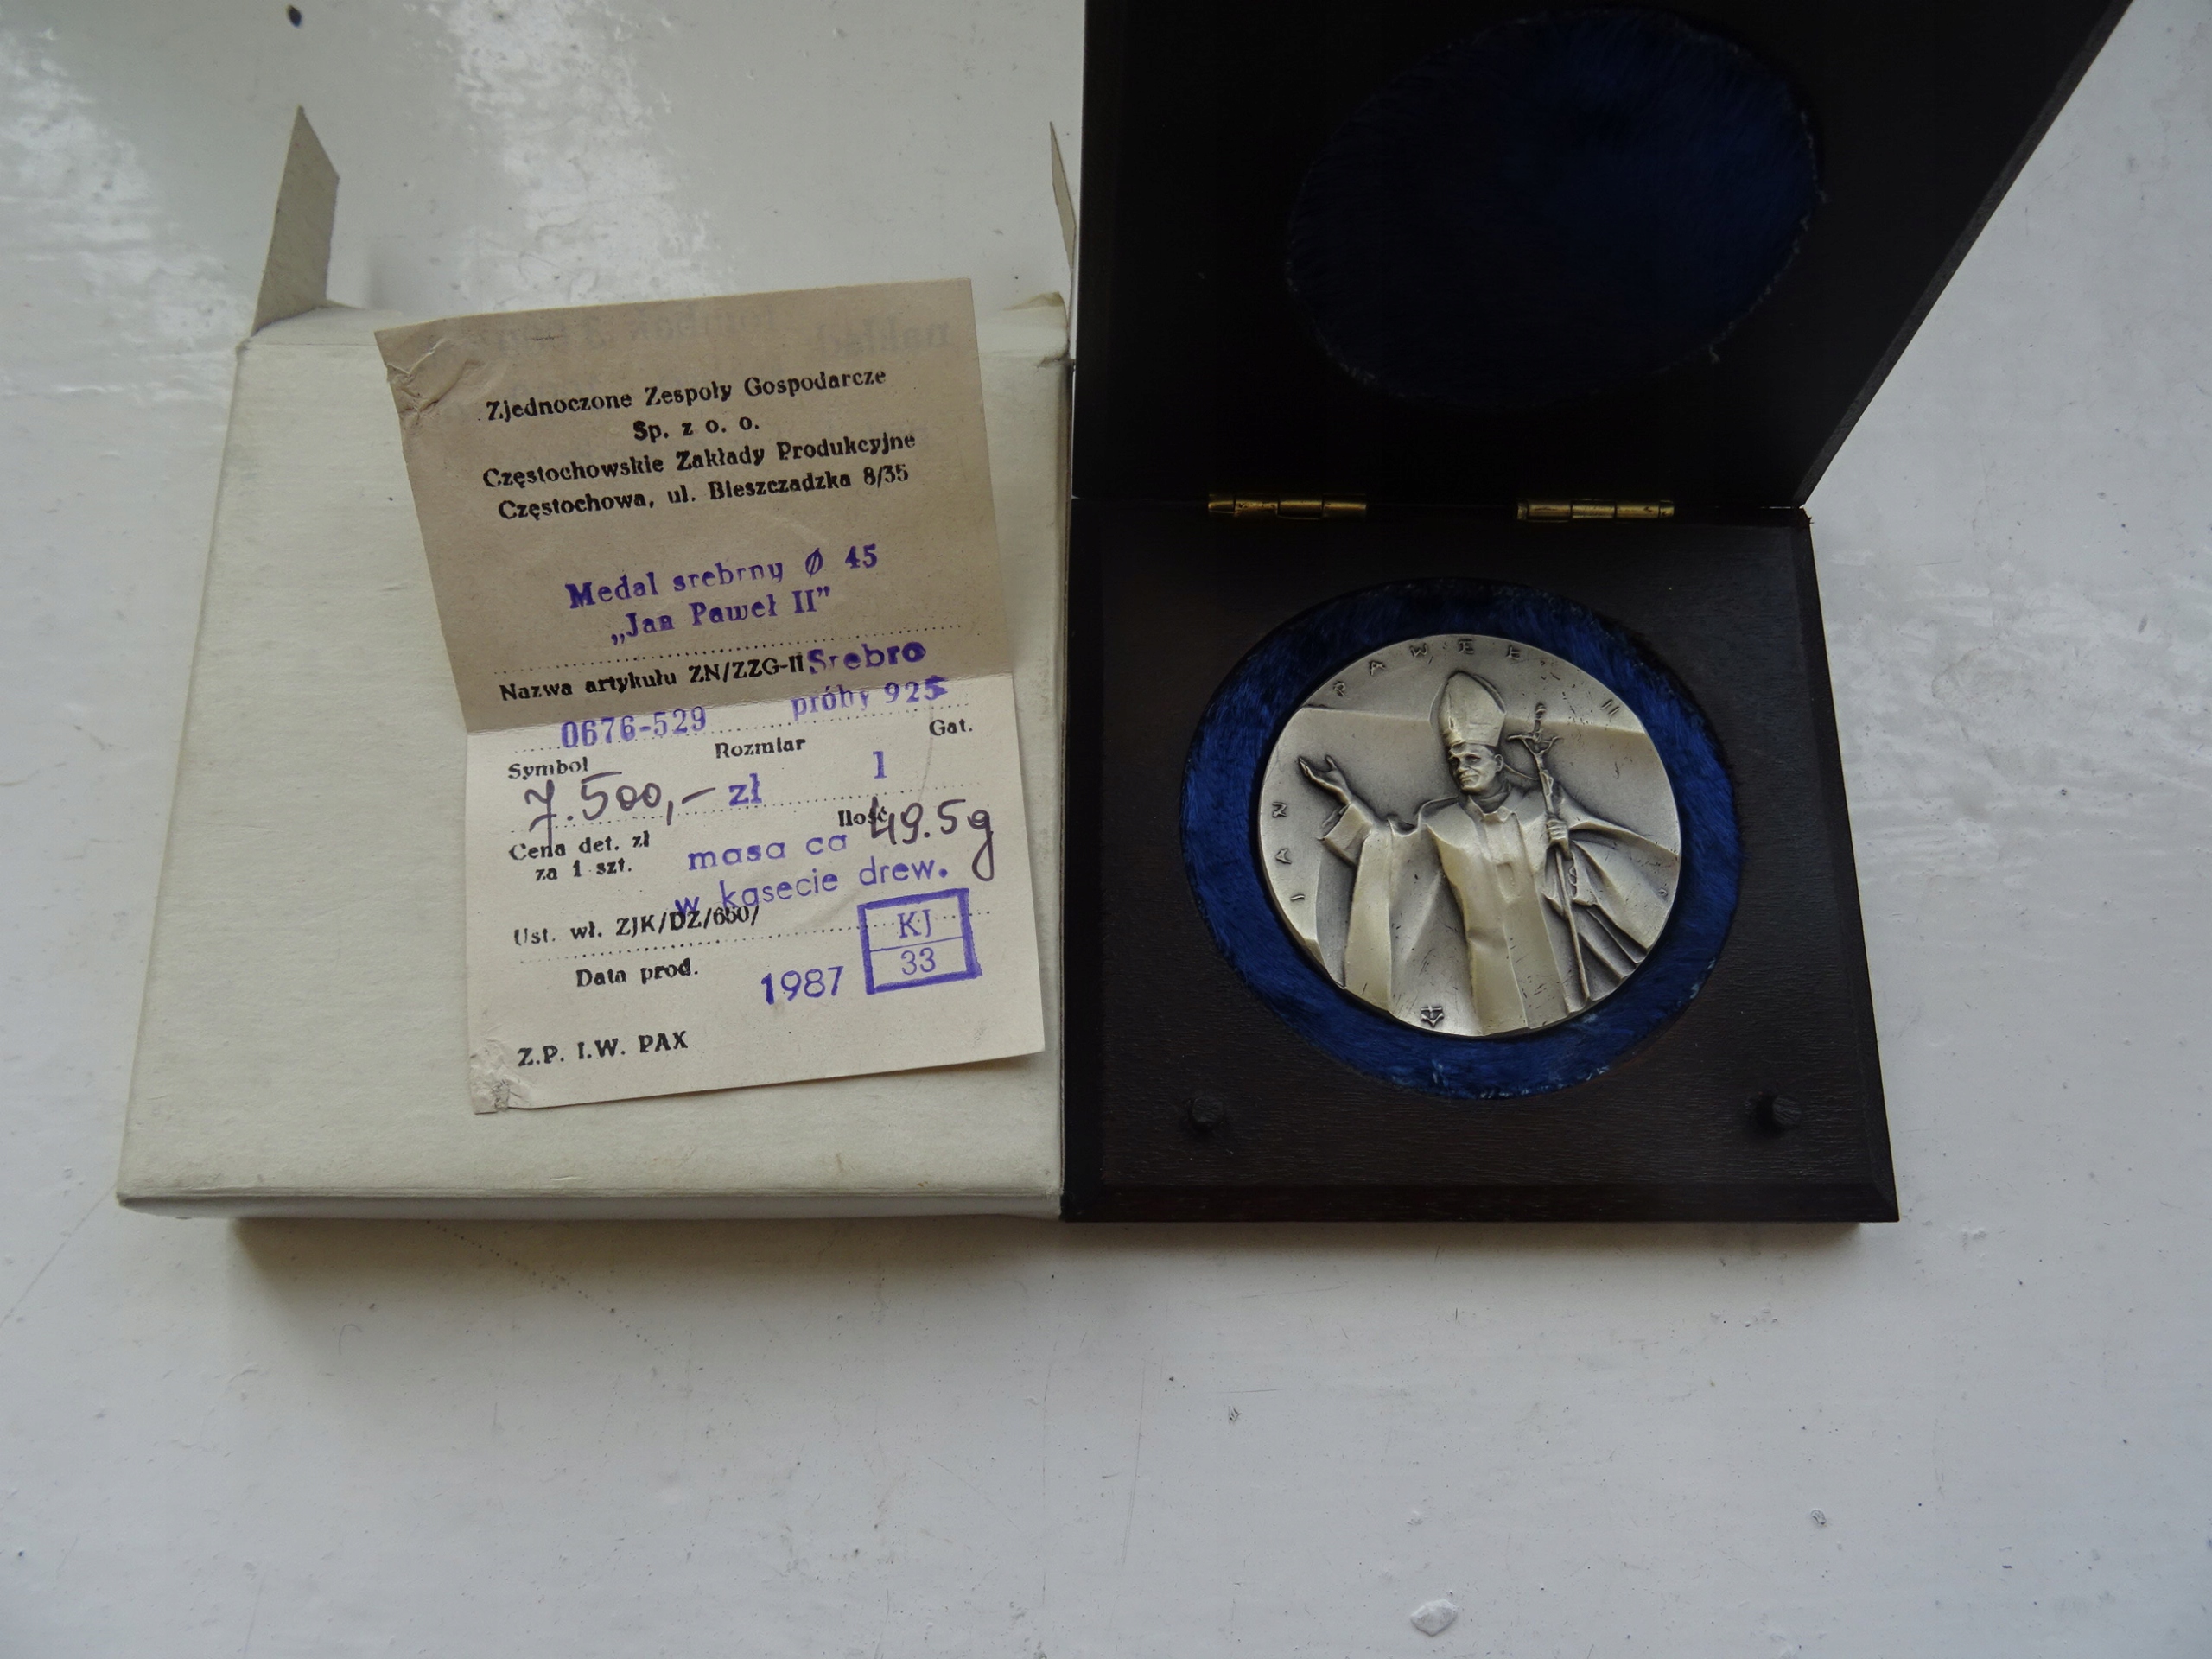 Zjednoczone Zespoły Gospodarcze
Sp. z o. o.
Częstochowskie Zakłady Produkcyjne
Częstochowa, ul. Bieszczadzka 8/35
Medal srebrny Ø 45
„Jan Paweł II”
Nazwa artykułu ZN/ZZG-II Srebro
0676-529 próby 925
Symbol Rozmiar Gat.
7.500,- zł 1
Cena det. zł Ilość
za 1 szt. masa ca 49.5g
w kasecie drew.
Ust. wł. ZJK/DZ/650/
Data prod. 1987
KJ
33
Z.P. I.W. PAX
JAN PAWEŁ II